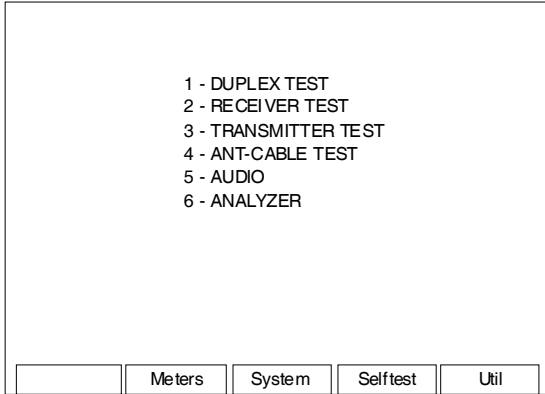 1 - DUPLEX TEST
2 - RECEIVER TEST
3 - TRANSMITTER TEST
4 - ANT-CABLE TEST
5 - AUDIO
6 - ANALYZER
Meters System Selftest Util